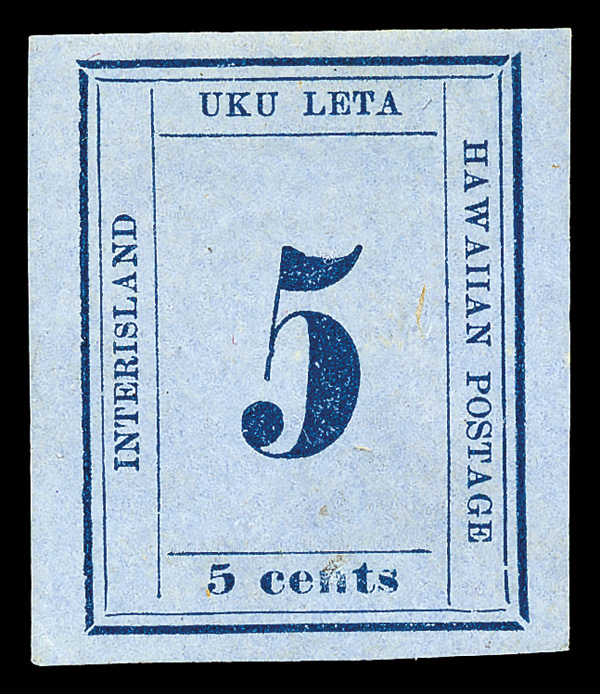 UKU LETA
INTERISLAND
HAWAIIAN POSTAGE
5
5 cents